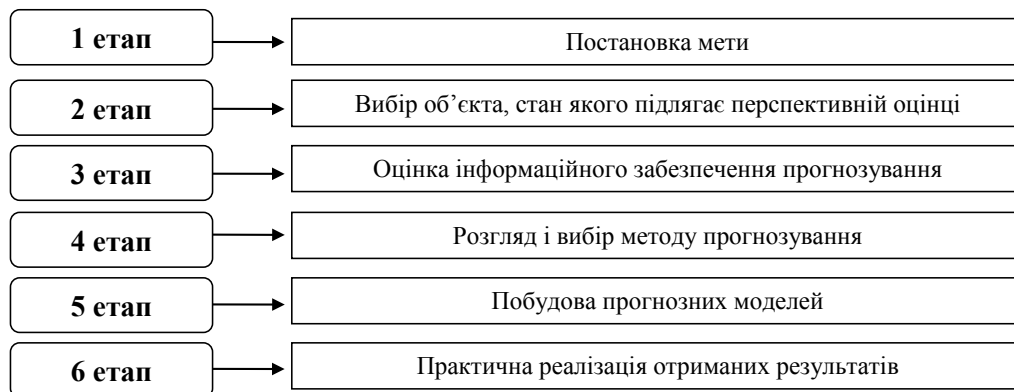 1 етап
Постановка мети
2 етап
Вибір об’єкта, стан якого підлягає перспективній оцінці
3 етап
Оцінка інформаційного забезпечення прогнозування
4 етап
Розгляд і вибір методу прогнозування
5 етап
Побудова прогнозних моделей
6 етап
Практична реалізація отриманих результатів